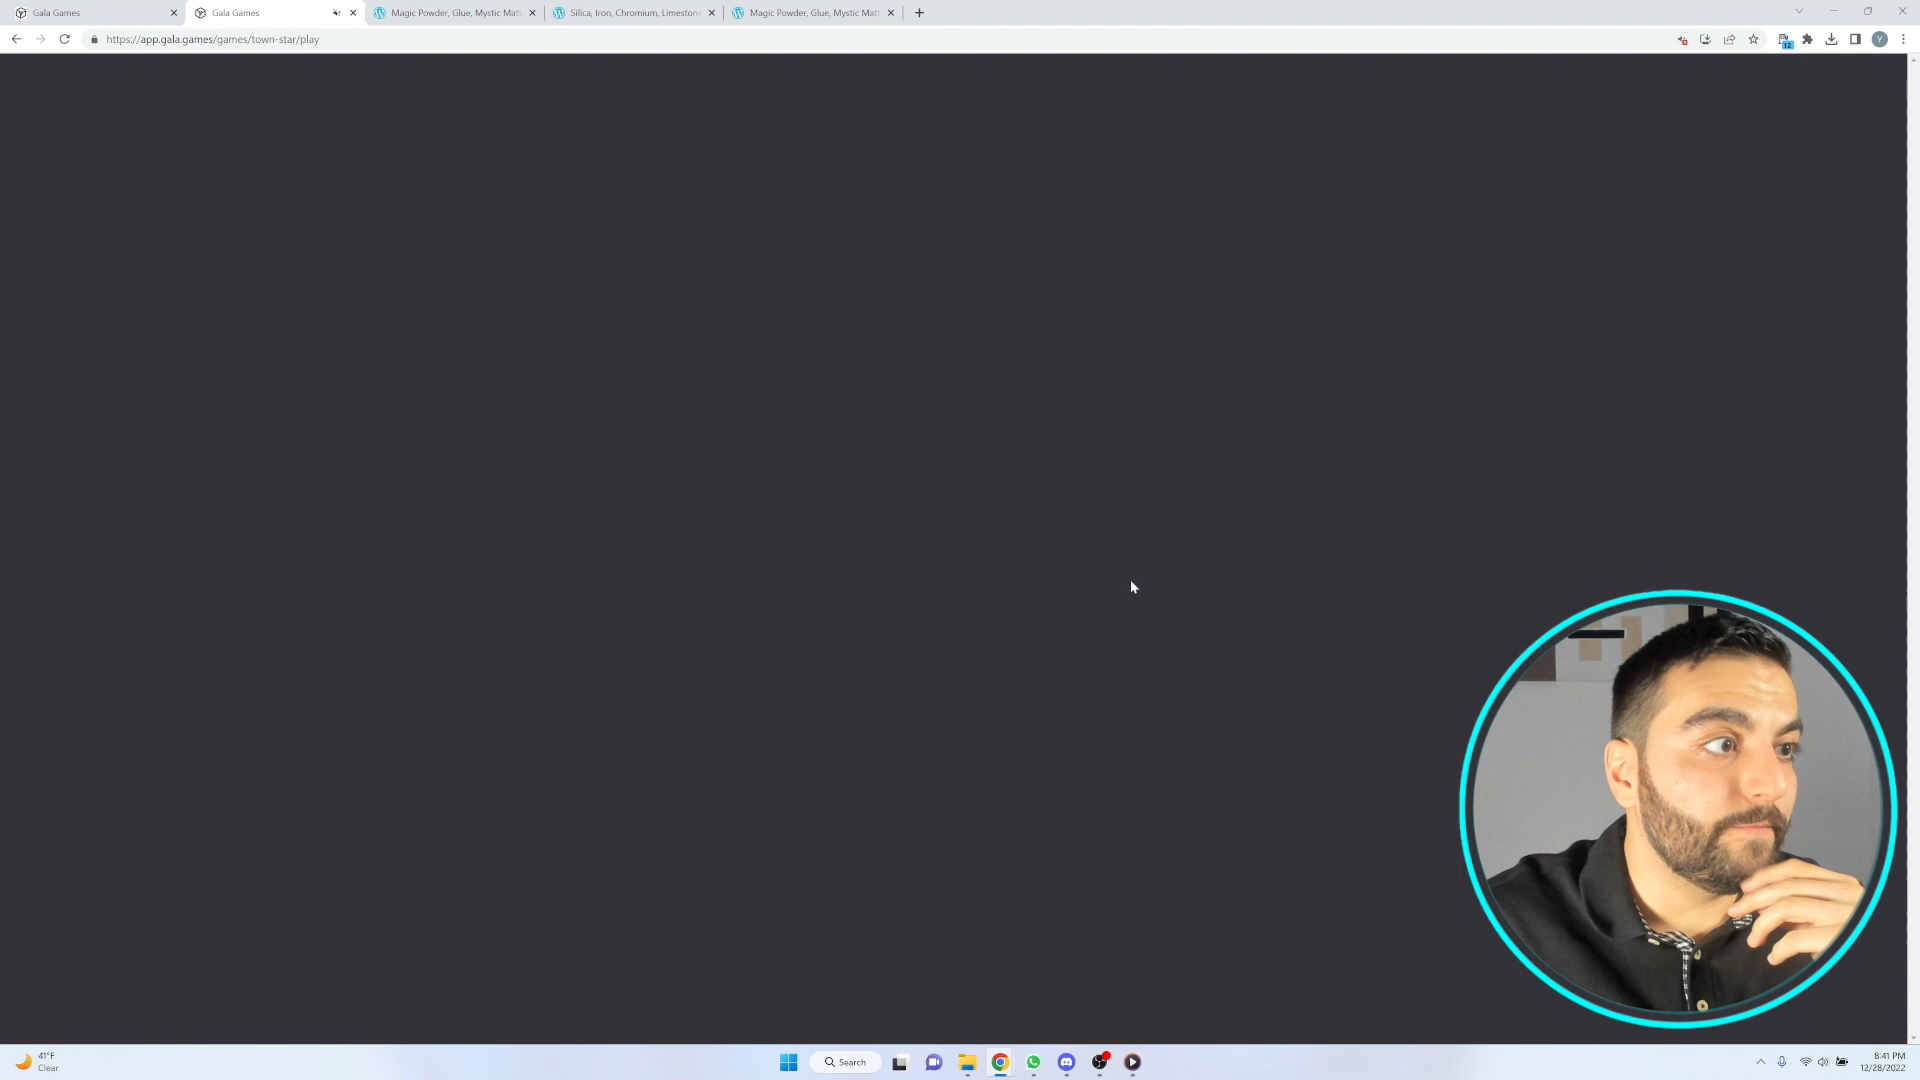 Gala Games
Gala Games
Magic Powder, Glue, Mystic Matt
Silica, Iron, Chromium, Limestone
Magic Powder, Glue, Mystic Matt
https://app.gala.games/games/town-star/play
12
Y
41°F
Clear
Search
8:41 PM
12/28/2022